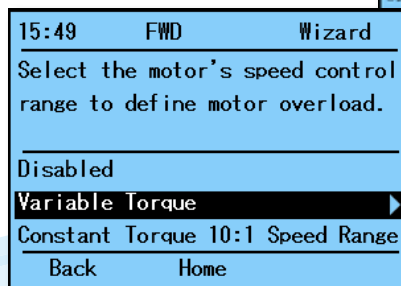 15:49 FWD Wizard
Select the motor's speed control
range to define motor overload.
Disabled
Variable Torque
Constant Torque 10:1 Speed Range
Back Home